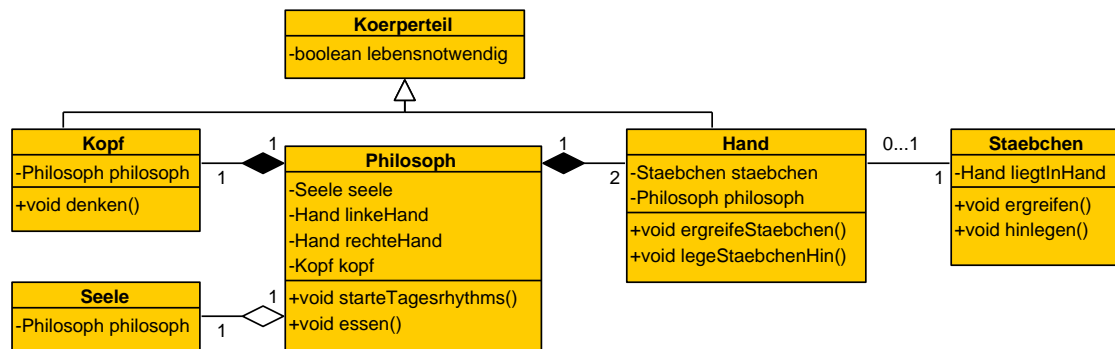 Koerperteil
-boolean lebensnotwendig
Kopf
-Philosoph philosoph
+void denken()
1
1
Philosoph
-Seele seele
-Hand linkeHand
-Hand rechteHand
-Kopf kopf
+void starteTagesrhythms()
+void essen()
1
2
Hand
-Staebchen staebchen
-Philosoph philosoph
+void ergreifeStaebchen()
+void legeStaebchenHin()
0...1
1
Staebchen
-Hand liegtInHand
+void ergreifen()
+void hinlegen()
Seele
-Philosoph philosoph
1
1